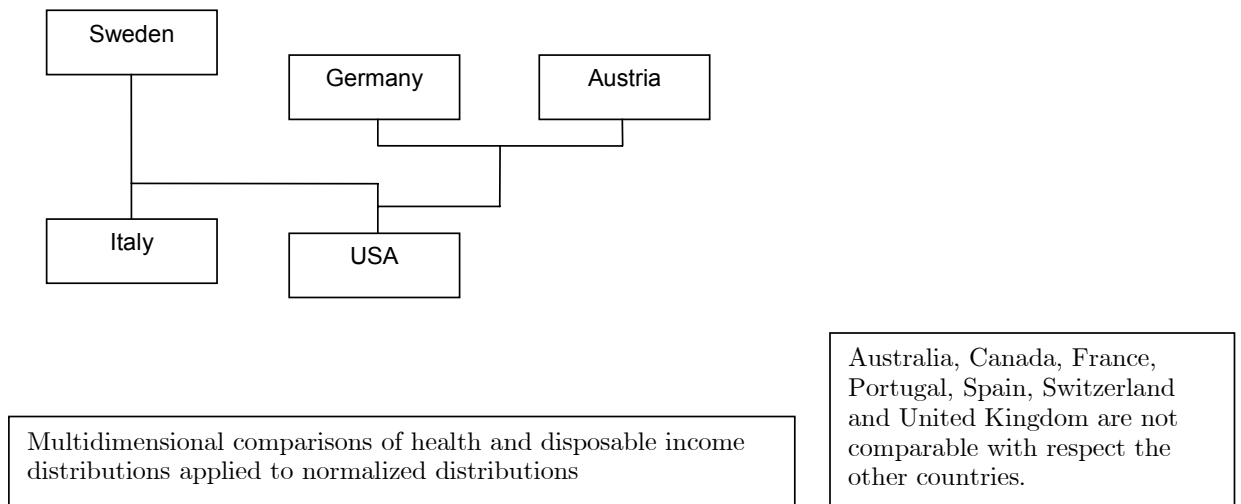 Sweden
Germany
Austria
Italy
USA
Australia, Canada, France,
Portugal, Spain, Switzerland
and United Kingdom are not
comparable with respect the
other countries.
Multidimensional comparisons of health and disposable income
distributions applied to normalized distributions